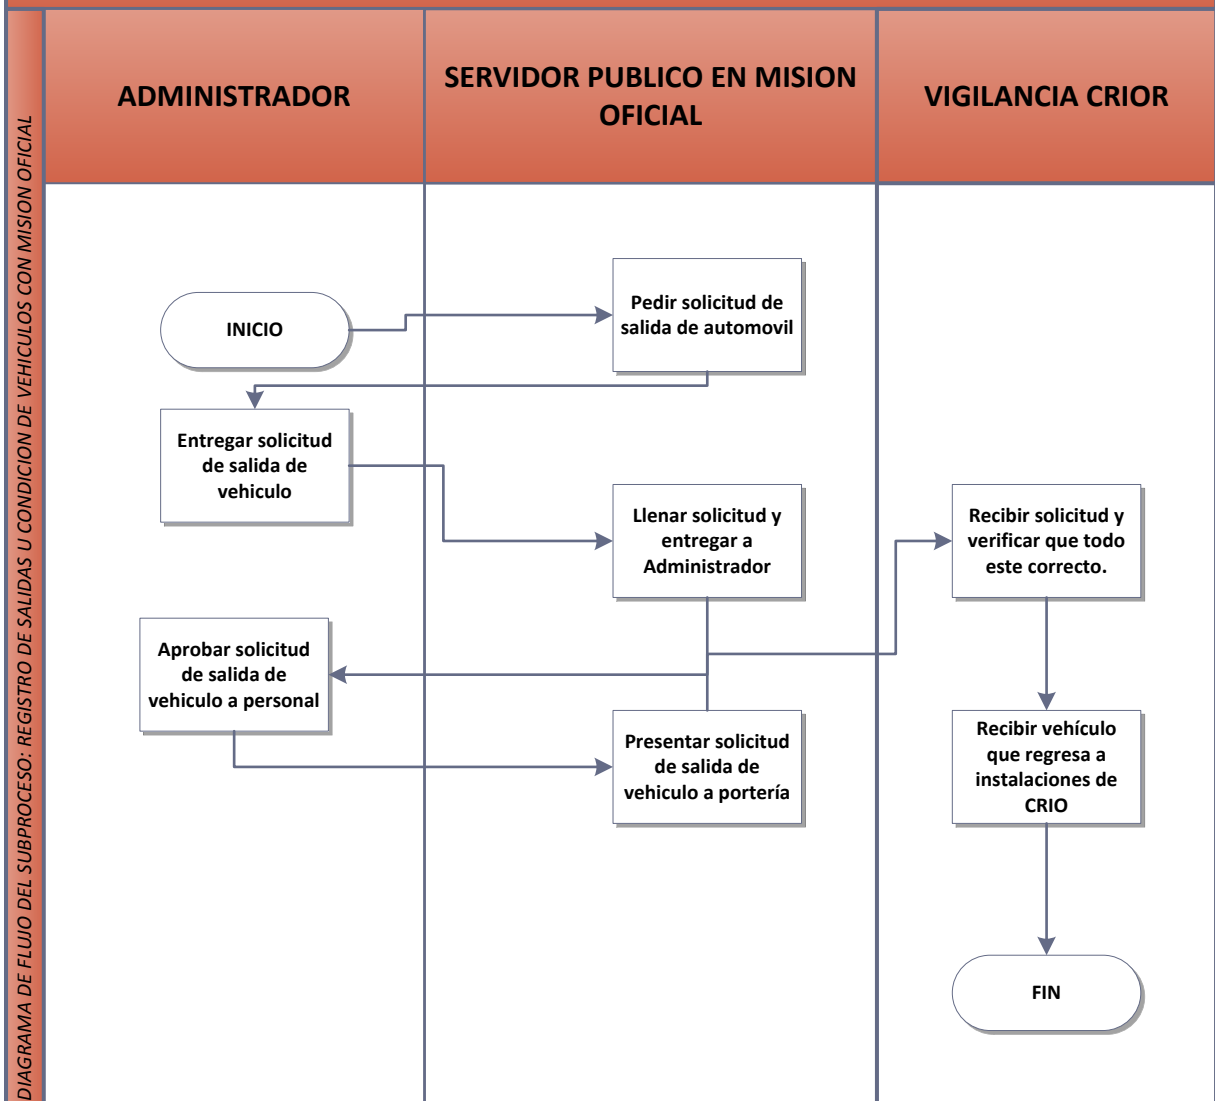 DIAGRAMA DE FLUJO DEL SUBPROCESO: REGISTRO DE SALIDAS U CONDICION DE VEHICULOS CON MISION OFICIAL
ADMINISTRADOR
SERVIDOR PUBLICO EN MISION
OFICIAL
VIGILANCIA CRIOR
INICIO
Pedir solicitud de
salida de automovil
Entregar solicitud
de salida de
vehiculo
Llenar solicitud y
entregar a
Administrador
Recibir solicitud y
verificar que todo
este correcto.
Aprobar solicitud
de salida de
vehiculo a personal
Presentar solicitud
de salida de
vehiculo a portería
Recibir vehículo
que regresa a
instalaciones de
CRIO
FIN